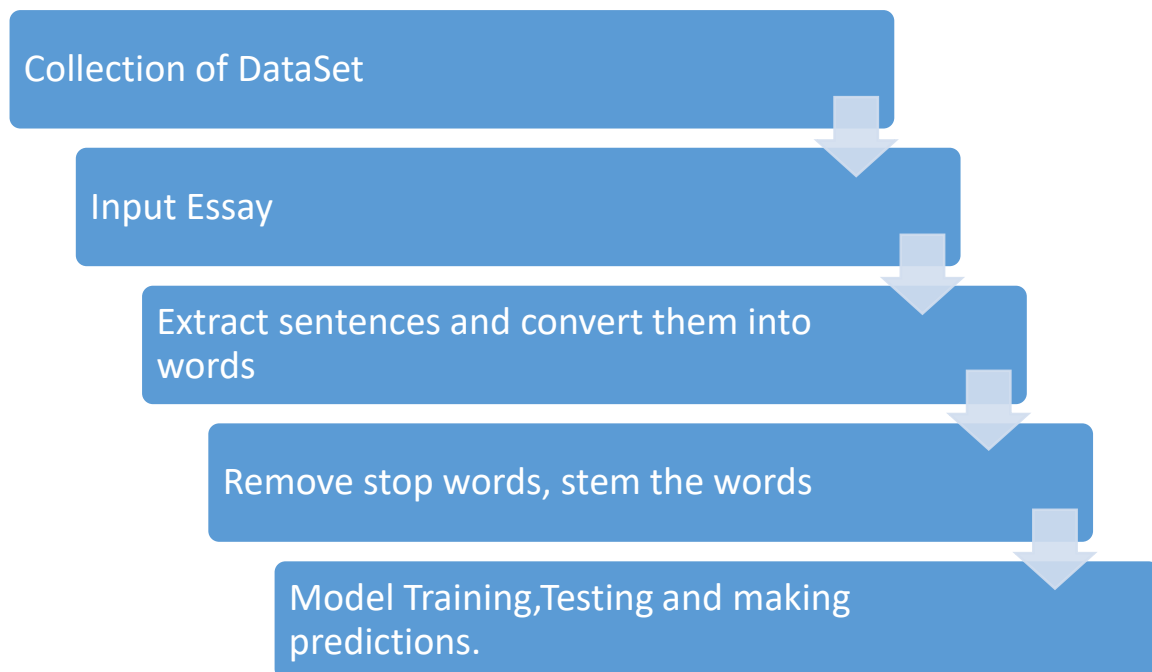 Collection of DataSet
Input Essay
Extract sentences and convert them into
words
Remove stop words, stem the words
Model Training,Testing and making
predictions.